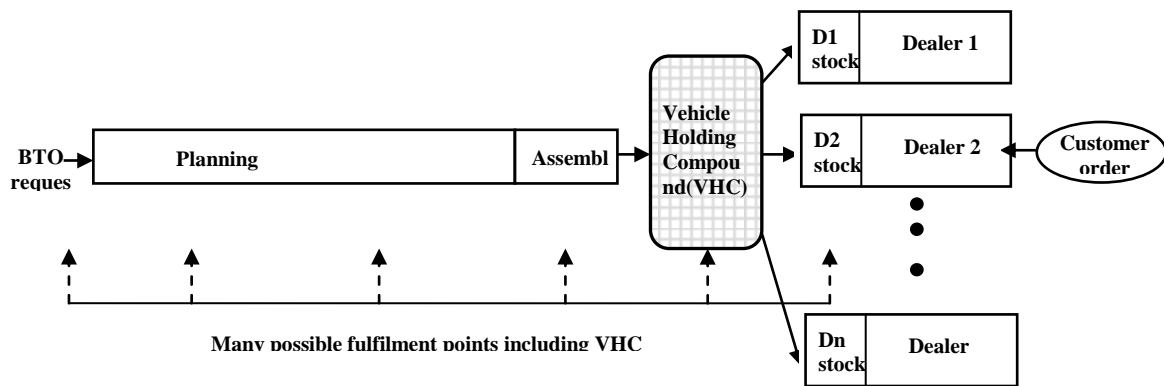 BTO
reques
Planning
Assembl
Vehicle
Holding
Compou
nd(VHC)
D1
stock
Dealer 1
D2
stock
Dealer 2
Customer
order
Dn
stock
Dealer
Many possible fulfilment points including VHC